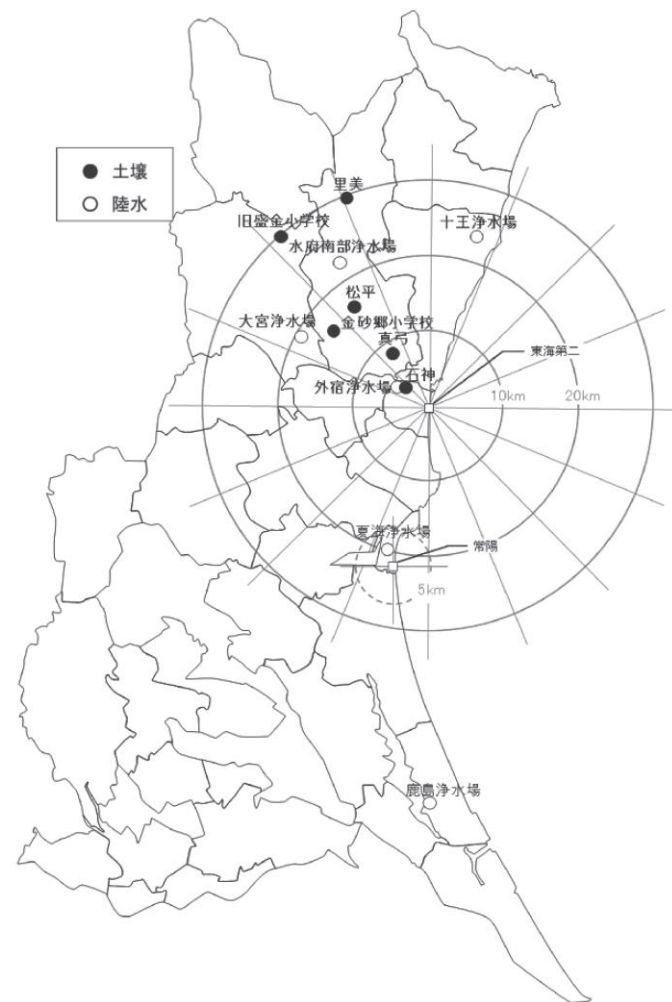 土壌
陸水
里美
旧盛金小学校
十王浄水場
水府南部浄水場
松平
大宮浄水場
金砂郷小学校
真弓
東海第二
石神
外宿浄水場
10km
20km
夏海浄水場
常陽
5km
鹿島浄水場